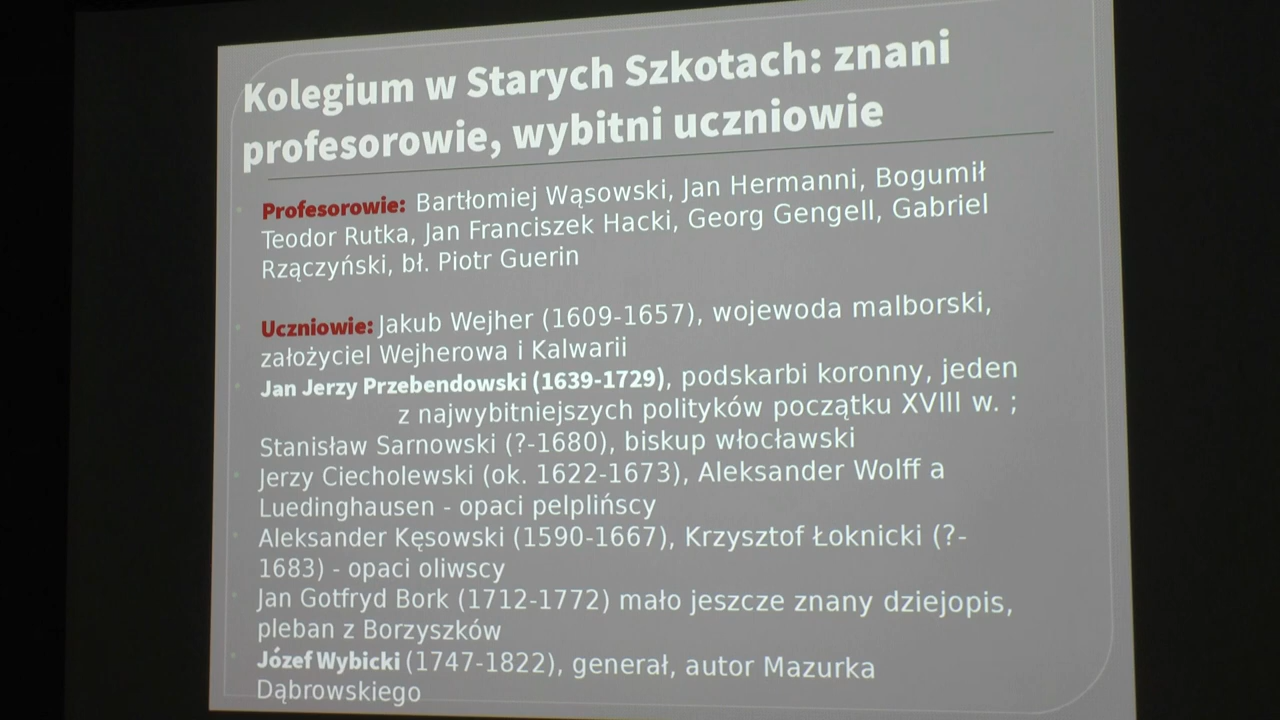 Kolegium w Starych Szkotach: znani
profesorowie, wybitni uczniowie
Profesorowie: Bartłomiej Wąsowski, Jan Hermanni, Bogumił
Teodor Rutka, Jan Franciszek Hacki, Georg Gengell, Gabriel
Rzączyński, bł. Piotr Guerin
Uczniowie: Jakub Wejher (1609-1657), wojewoda malborski,
założyciel Wejherowa i Kalwarii
Jan Jerzy Przebendowski (1639-1729), podskarbi koronny, jeden
z najwybitniejszych polityków początku XVIII w. ;
Stanisław Sarnowski (?-1680), biskup włocławski
Jerzy Ciecholewski (ok. 1622-1673), Aleksander Wolff a
Luedinghausen - opaci pelplińscy
Aleksander Kęsowski (1590-1667), Krzysztof Łoknicki (?-
1683) - opaci oliwscy
Jan Gotfryd Bork (1712-1772) mało jeszcze znany dziejopis,
pleban z Borzyszków
Józef Wybicki (1747-1822), generał, autor Mazurka
Dąbrowskiego